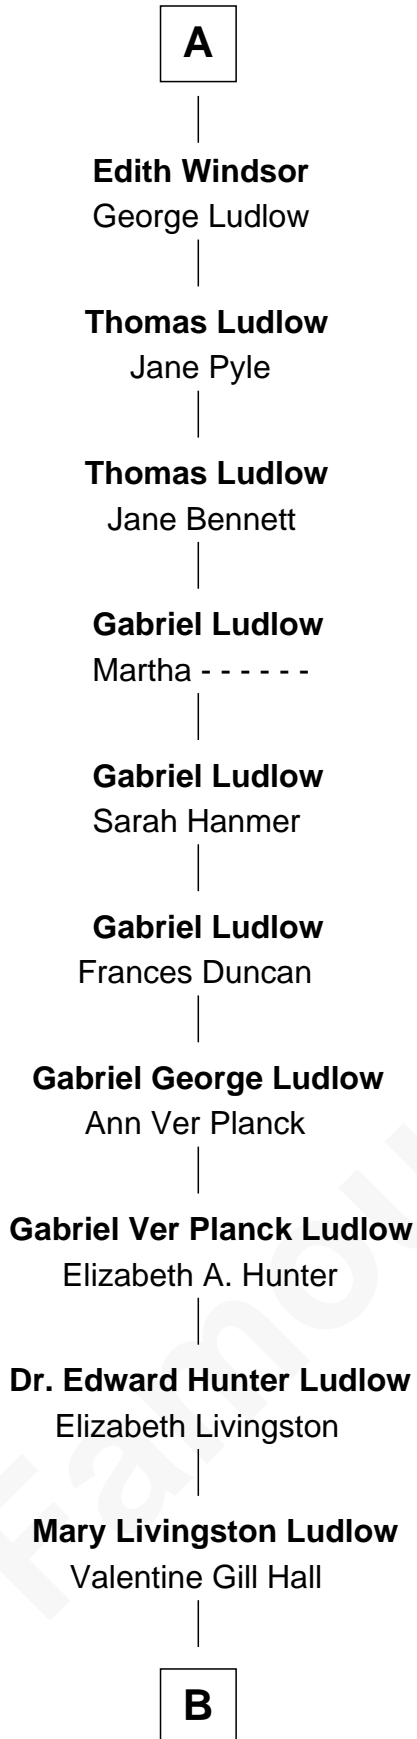 A
Edith Windsor
George Ludlow
Thomas Ludlow
Jane Pyle
Thomas Ludlow
Jane Bennett
Gabriel Ludlow
Martha - - - - - -
Gabriel Ludlow
Sarah Hanmer
Gabriel Ludlow
Frances Duncan
Gabriel George Ludlow
Ann Ver Planck
Gabriel Ver Planck Ludlow
Elizabeth A. Hunter
Dr. Edward Hunter Ludlow
Elizabeth Livingston
Mary Livingston Ludlow
Valentine Gill Hall
B